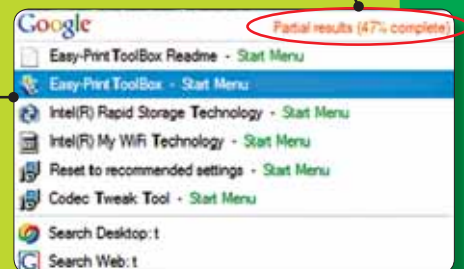 Google Partial results (47% complete)
Easy-Print ToolBox Readme - Start Menu
Easy-Print ToolBox - Start Menu
Intel(R) Rapid Storage Technology - Start Menu
Intel(R) My WiFi Technology - Start Menu
Reset to recommended settings - Start Menu
Codec Tweak Tool - Start Menu
Search Desktop: t
Search Web: t